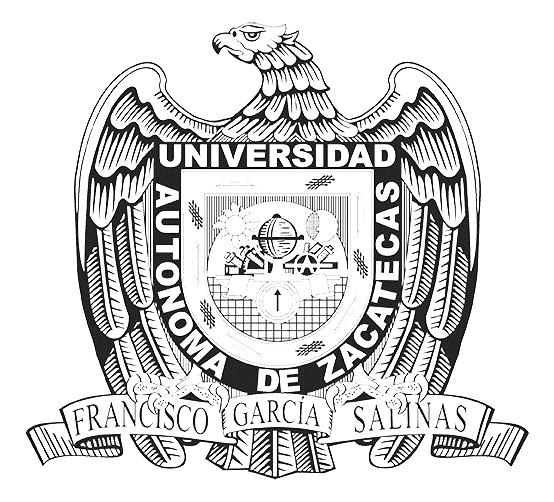 UNIVERSIDAD
AUTONOMA DE ZACATECAS
FRANCISCO GARCÍA SALINAS